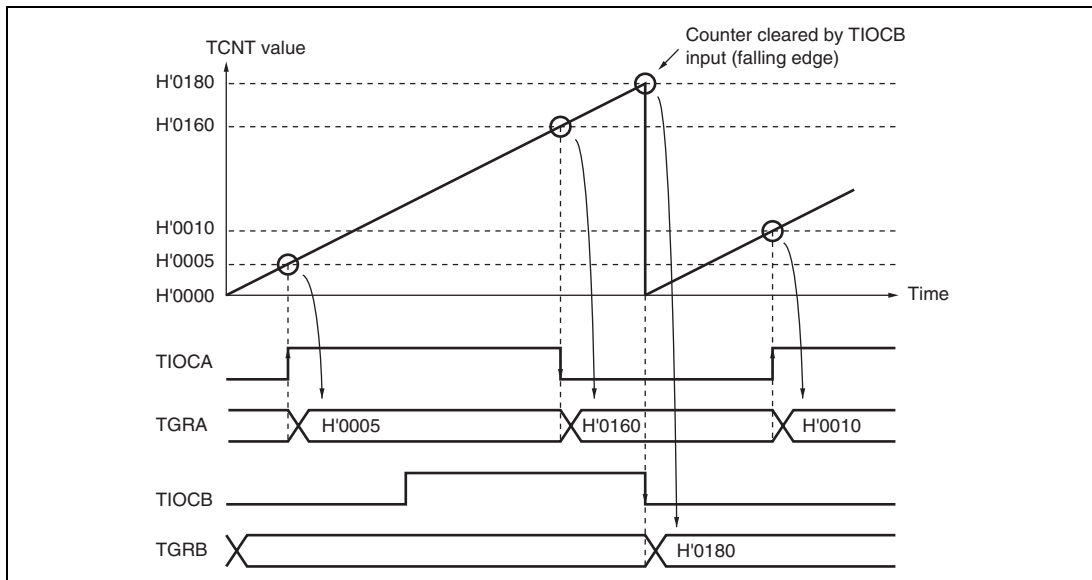 Counter cleared by TIOCB
input (falling edge)
TCNT value
H'0180
H'0160
H'0010
H'0005
H'0000
Time
TIOCA
TGRA
H'0005
H'0160
H'0010
TIOCB
TGRB
H'0180